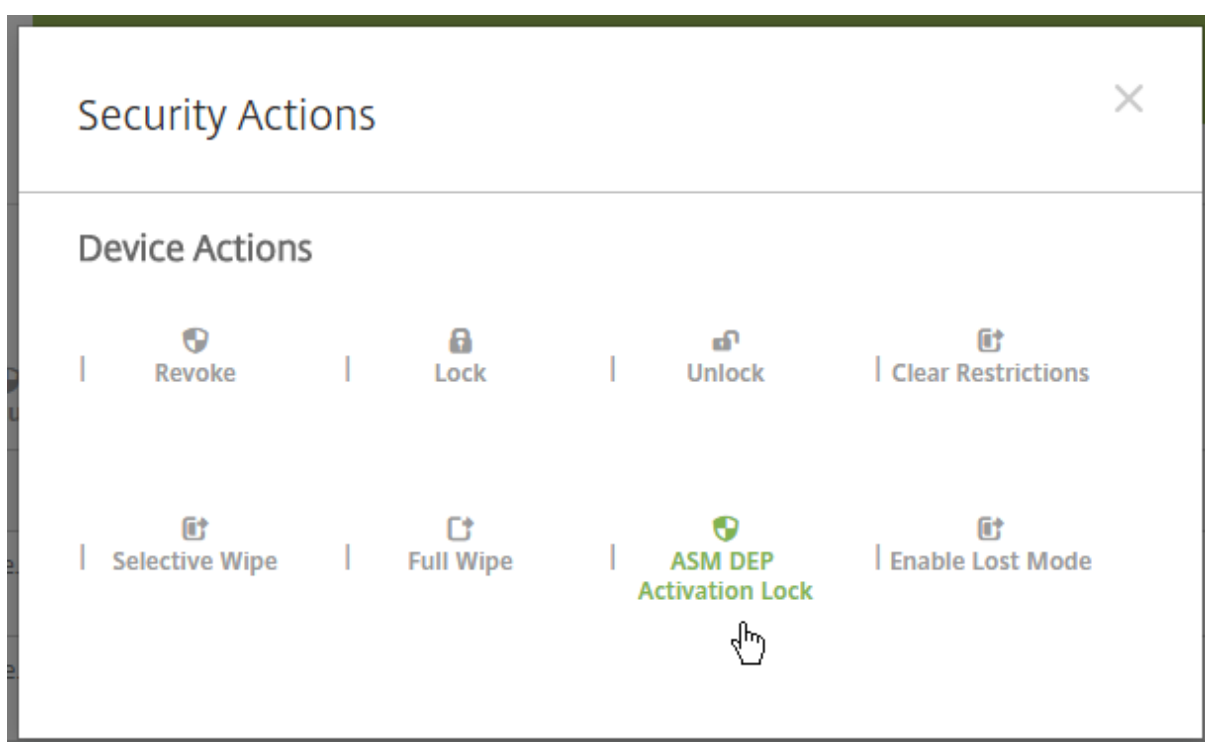 Security Actions
Device Actions
Revoke
Lock
Unlock
Clear Restrictions
Selective Wipe
Full Wipe
ASM DEP
Activation Lock
Enable Lost Mode